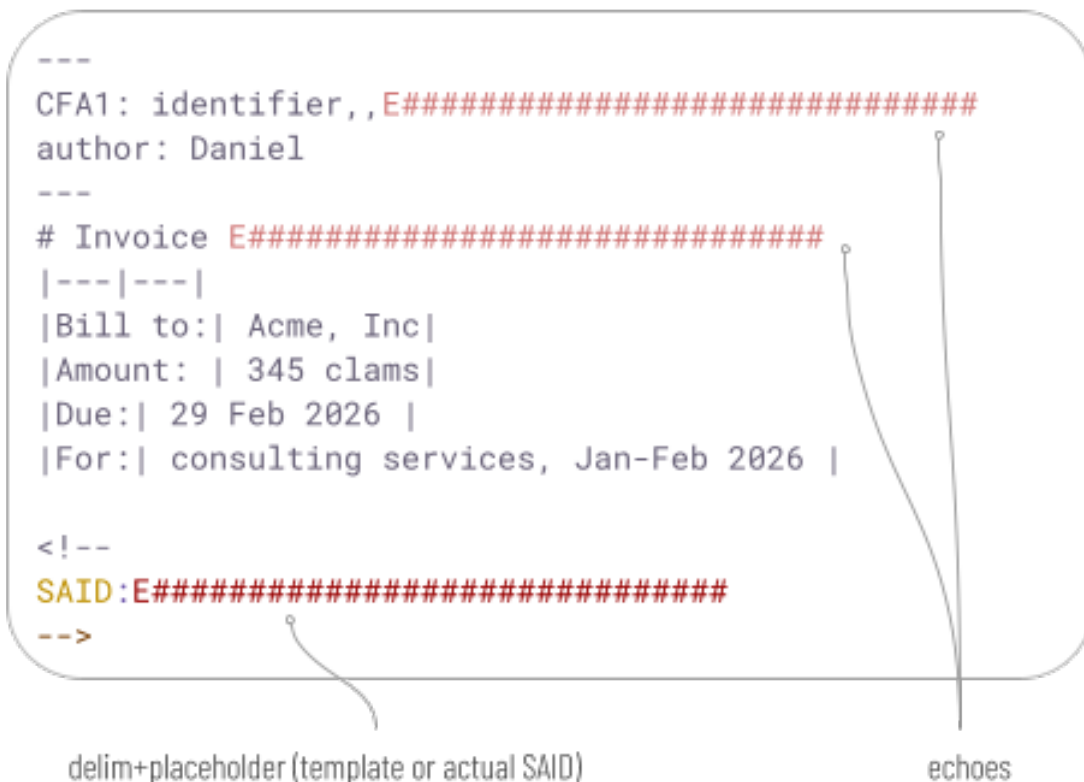 ---
CFA1: identifier,,E##############################
author: Daniel
---
# Invoice E##############################
|---|---|
|Bill to:| Acme, Inc|
|Amount: | 345 clams|
|Due:| 29 Feb 2026 |
|For:| consulting services, Jan-Feb 2026 |
<!--
SAID:E##############################
-->
delim+placeholder (template or actual SAID)
echoes